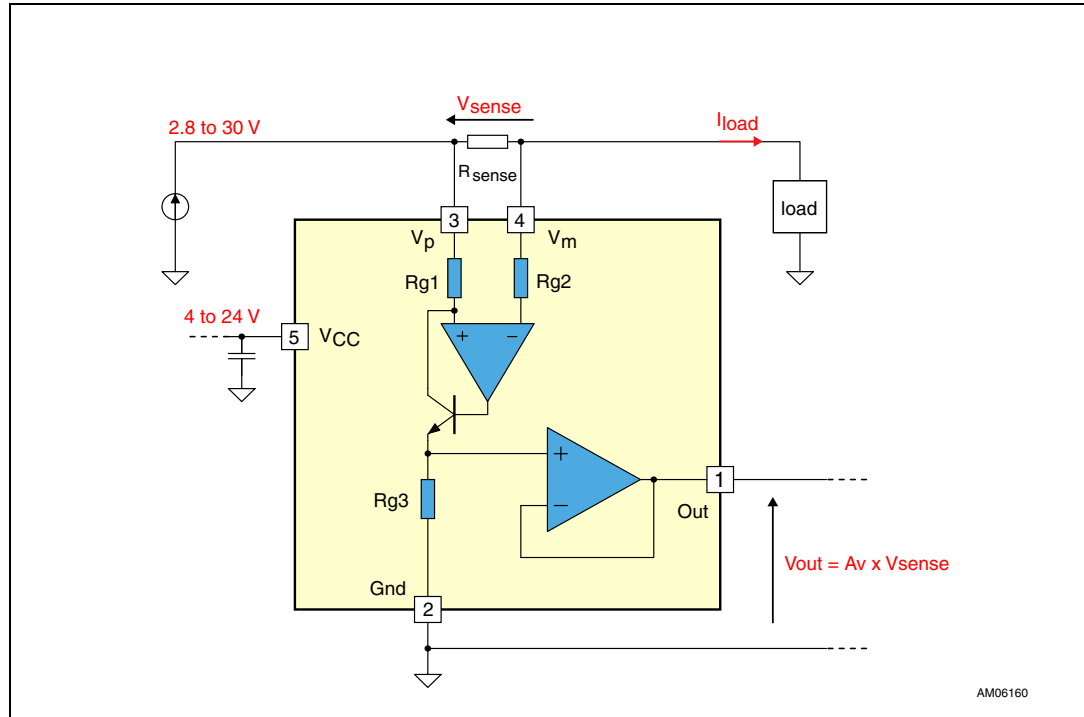 Vsense
2.8 to 30 V
Iload
Rsense
load
3
4
Vp
Vm
Rg1
Rg2
4 to 24 V
5
VCC
+
−
+
1
Rg3
−
Out
Vout = Av x Vsense
Gnd
2
AM06160